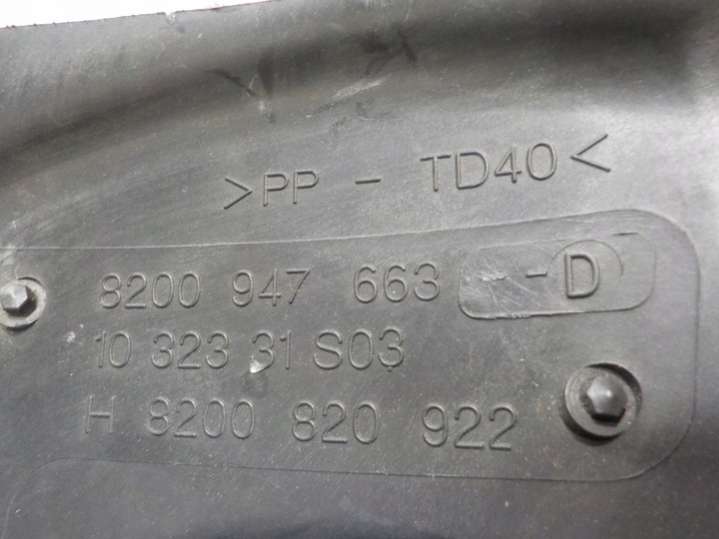 >PP - TD40<
8200 947 663 --D
10 323 31 S03
H 8200 820 922